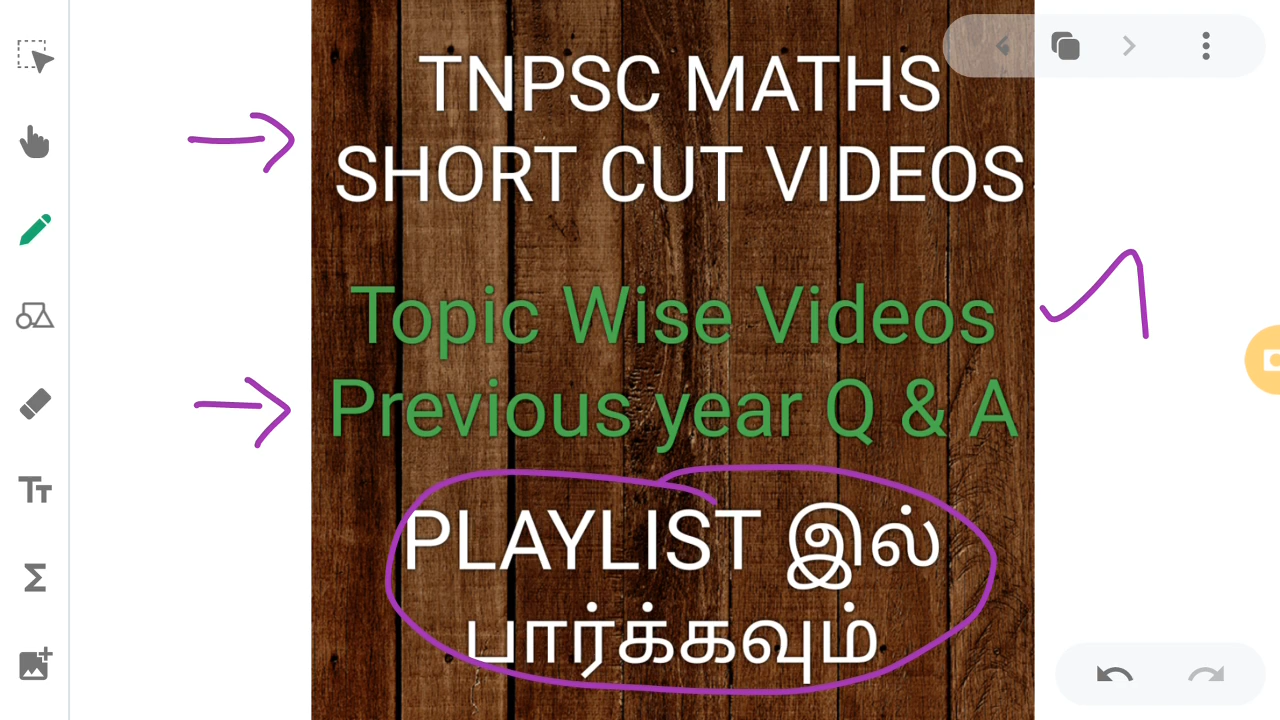 TNPSC MATHS
SHORT CUT VIDEOS
Topic Wise Videos
Previous year Q & A
PLAYLIST இல்
பார்க்கவும்